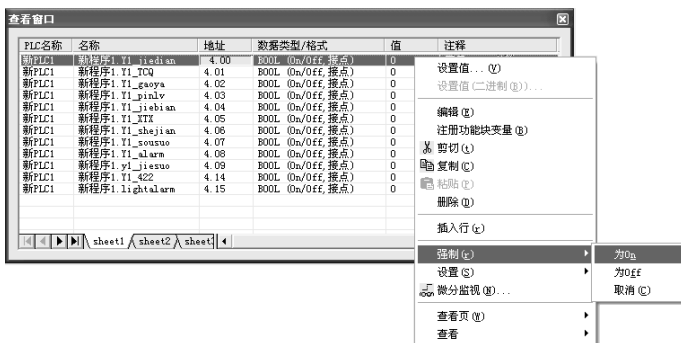 查看窗口
PLC名称 名称 地址 数据类型/格式 值 注释
新PLC1 新程序1.Y1_jiedian 4.00 BOOL (On/Off,接点) 0
新PLC1 新程序1.Y1_TCQ 4.01 BOOL (On/Off,接点) 0
新PLC1 新程序1.Y1_gaoya 4.02 BOOL (On/Off,接点) 0
新PLC1 新程序1.Y1_pinlv 4.03 BOOL (On/Off,接点) 0
新PLC1 新程序1.Y1_jiebian 4.04 BOOL (On/Off,接点) 0
新PLC1 新程序1.Y1_XTX 4.05 BOOL (On/Off,接点) 0
新PLC1 新程序1.Y1_shejian 4.06 BOOL (On/Off,接点) 0
新PLC1 新程序1.Y1_sousuo 4.07 BOOL (On/Off,接点) 0
新PLC1 新程序1.Y1_alarm 4.08 BOOL (On/Off,接点) 0
新PLC1 新程序1.y1_jiesuo 4.09 BOOL (On/Off,接点) 0
新PLC1 新程序1.Y1_422 4.14 BOOL (On/Off,接点) 0
新PLC1 新程序1.lightalarm 4.15 BOOL (On/Off,接点) 0
sheet1 sheet2 sheet
设置值... (V)
设置值(二进制(B))...
编辑(E)
注册功能块变量(B)
剪切(t)
复制(C)
粘贴(P)
删除(D)
插入行(r)
强制(r)
为On
设置(S)
为Off
微分监视(N)...
取消(C)
查看页(W)
查看